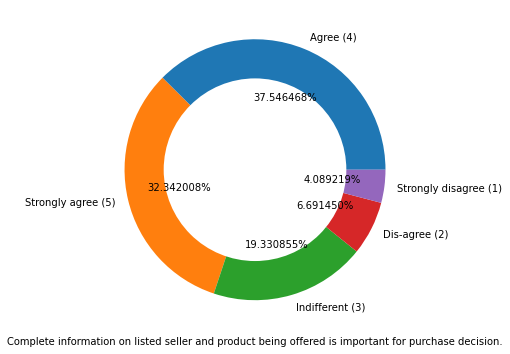 Agree (4)
37.546468%
32.342008%
Strongly agree (5)
4.089219%
Strongly disagree (1)
6.691450%
Dis-agree (2)
19.330855%
Indifferent (3)
Complete information on listed seller and product being offered is important for purchase decision.